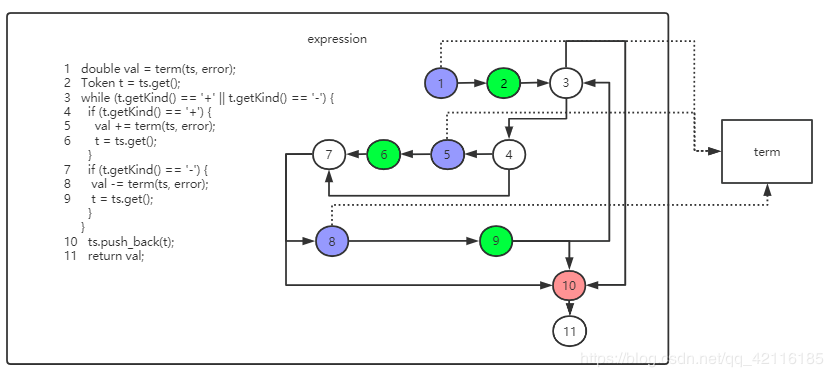 expression
1 double val = term(ts, error);
2 Token t = ts.get();
3 while (t.getKind() == '+' || t.getKind() == '-') {
4 if (t.getKind() == '+') {
5 val += term(ts, error);
6 t = ts.get();
}
7 if (t.getKind() == '-') {
8 val -= term(ts, error);
9 t = ts.get();
}
}
10 ts.push_back(t);
11 return val;
1 2 3
7 6 5 4
term
8 9
10
11
https://blog.csdn.net/qq_42116185